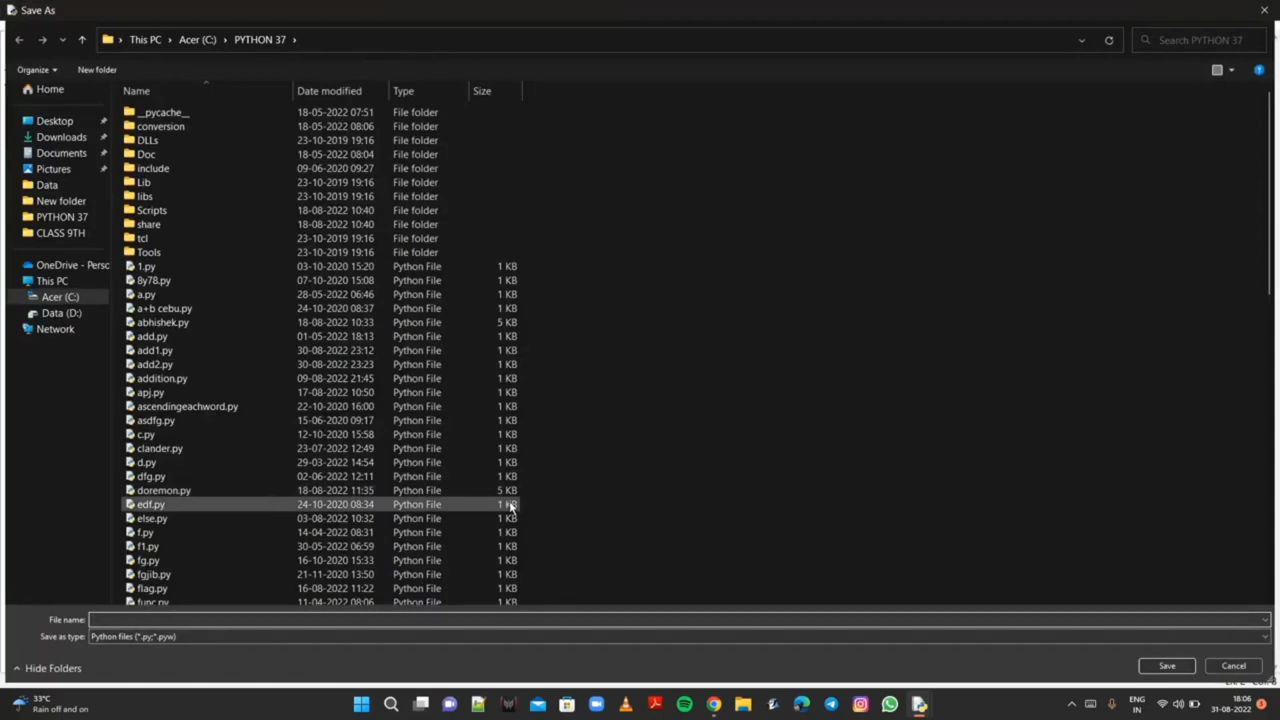 Save As
This PC Acer (C:) PYTHON 37
Search PYTHON 37
Organize New folder
Name Date modified Type Size
Home
Desktop
Downloads
Documents
Pictures
Data
New folder
PYTHON 37
CLASS 9TH
OneDrive - Perso
This PC
Acer (C:)
Data (D:)
Network
__pycache__ 18-05-2022 07:51 File folder
conversion 18-05-2022 08:06 File folder
DLLs 23-10-2019 19:16 File folder
Doc 18-05-2022 08:04 File folder
include 09-06-2020 09:27 File folder
Lib 23-10-2019 19:16 File folder
libs 23-10-2019 19:16 File folder
Scripts 18-08-2022 10:40 File folder
share 18-08-2022 10:40 File folder
tcl 23-10-2019 19:16 File folder
Tools 23-10-2019 19:16 File folder
1.py 03-10-2020 15:20 Python File 1 KB
8y78.py 07-10-2020 15:08 Python File 1 KB
a.py 28-05-2022 06:46 Python File 1 KB
a+b cebu.py 24-10-2020 08:37 Python File 1 KB
abhishek.py 18-08-2022 10:33 Python File 5 KB
add.py 01-05-2022 18:13 Python File 1 KB
add1.py 30-08-2022 23:12 Python File 1 KB
add2.py 30-08-2022 23:23 Python File 1 KB
addition.py 09-08-2022 21:45 Python File 1 KB
apj.py 17-08-2022 10:50 Python File 1 KB
ascendingeachword.py 22-10-2020 16:00 Python File 1 KB
asdfg.py 15-06-2020 09:17 Python File 1 KB
c.py 12-10-2020 15:58 Python File 1 KB
clander.py 23-07-2022 12:49 Python File 1 KB
d.py 29-03-2022 14:54 Python File 1 KB
dfg.py 02-06-2022 12:11 Python File 1 KB
doremon.py 18-08-2022 11:35 Python File 5 KB
edf.py 24-10-2020 08:34 Python File 1 KB
else.py 03-08-2022 10:32 Python File 1 KB
f.py 14-04-2022 08:31 Python File 1 KB
f1.py 30-05-2022 06:59 Python File 1 KB
fg.py 16-10-2020 15:33 Python File 1 KB
fgjib.py 21-11-2020 13:50 Python File 1 KB
flag.py 16-08-2022 11:22 Python File 1 KB
func.py 11-04-2022 08:06 Python File 1 KB
File name:
Save as type: Python files (*.py;*.pyw)
Hide Folders
Save Cancel
33°C
Rain off and on
ENG
IN
18:06
31-08-2022